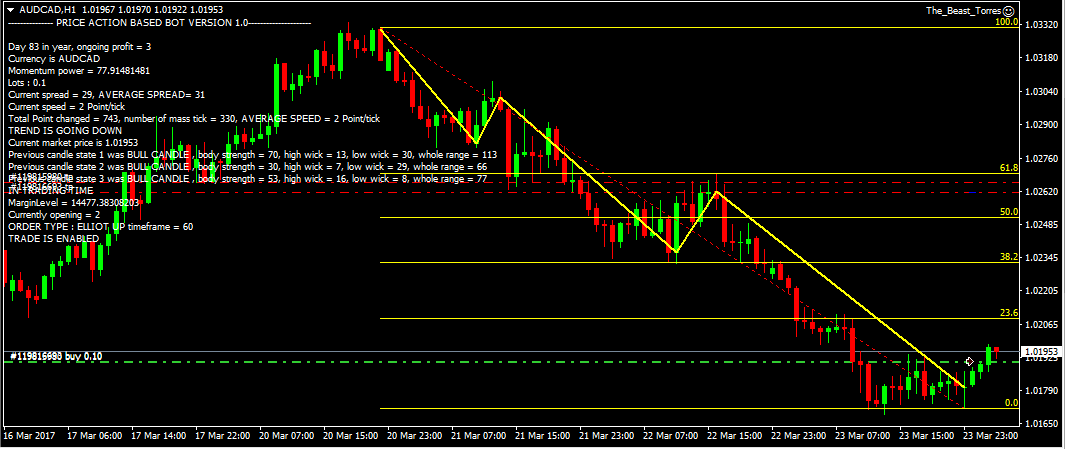 AUDCAD,H1 1.01967 1.01970 1.01922 1.01953
The_Beast_Torres
--------------- PRICE ACTION BASED BOT VERSION 1.0---------------------
Day 83 in year, ongoing profit = 3
Currency is AUDCAD
Momentum power = 77.91481481
Lots : 0.1
Current spread = 29, AVERAGE SPREAD= 31
Current speed = 2 Point/tick
Total Point changed = 743, number of mass tick = 330, AVERAGE SPEED = 2 Point/tick
TREND IS GOING DOWN
Current market price is 1.01953
Previous candle state 1 was BULL CANDLE , body strength = 70, high wick = 13, low wick = 30, whole range = 113
Previous candle state 2 was BULL CANDLE , body strength = 30, high wick = 7, low wick = 29, whole range = 66
Previous candle state 3 was BULL CANDLE , body strength = 53, high wick = 16, low wick = 8, whole range = 77
IN TRADING TIME
MarginLevel = 14477.38308203
Currently opening = 2
ORDER TYPE : ELLIOT UP timeframe = 60
TRADE IS ENABLED
buy 0.10
100.0
61.8
50.0
38.2
23.6
0.0
1.03320
1.03180
1.03040
1.02900
1.02760
1.02620
1.02485
1.02345
1.02205
1.02065
1.01953
1.01925
1.01790
1.01650
16 Mar 2017 17 Mar 06:00 17 Mar 14:00 17 Mar 22:00 20 Mar 07:00 20 Mar 15:00 20 Mar 23:00 21 Mar 07:00 21 Mar 15:00 21 Mar 23:00 22 Mar 07:00 22 Mar 15:00 22 Mar 23:00 23 Mar 07:00 23 Mar 15:00 23 Mar 23:00